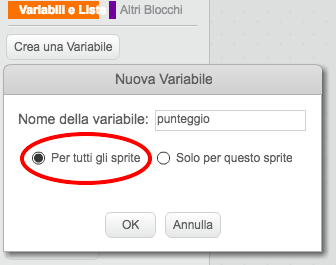 Variabili e Liste Altri Blocchi
Crea una Variabile
Nuova Variabile
Nome della variabile: punteggio
Per tutti gli sprite Solo per questo sprite
OK Annulla